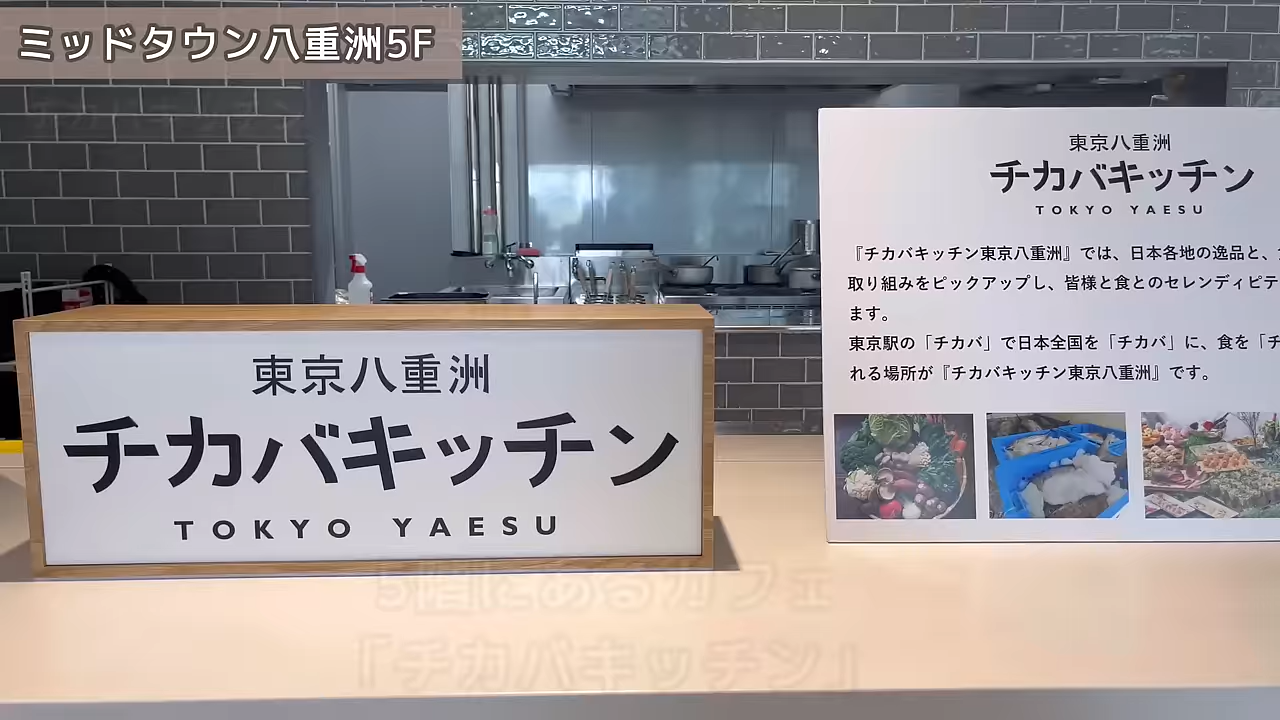 ミッドタウン八重洲5F
東京八重洲
チカバキッチン
TOKYO YAESU
東京八重洲
チカバキッチン
TOKYO YAESU
『チカバキッチン東京八重洲』では、日本各地の逸品と、
取り組みをピックアップし、皆様と食とのセレンディピテ
ます。
東京駅の「チカバ」で日本全国を「チカバ」に、食を「チ
れる場所が『チカバキッチン東京八重洲』です。
5階にあるカフェ
「チカバキッチン」